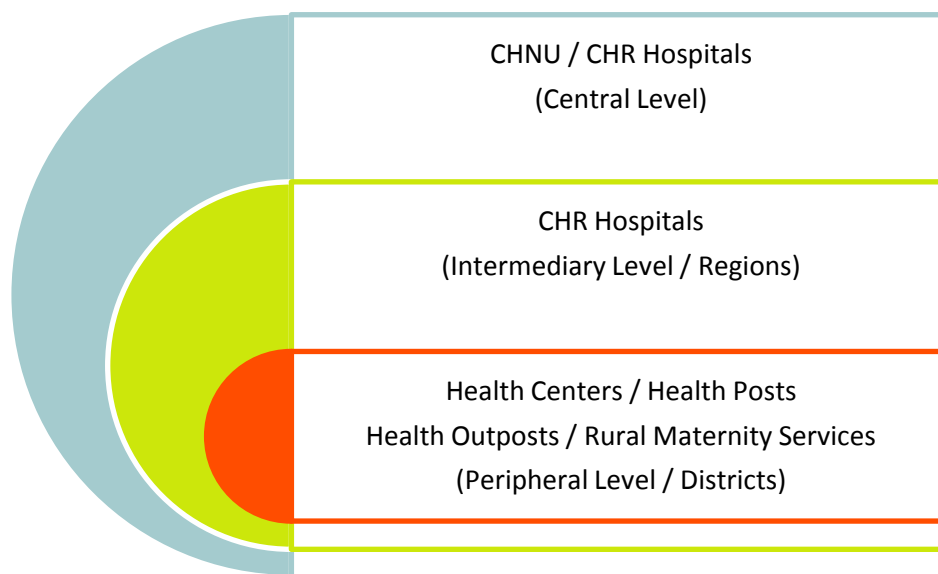 CHNU / CHR Hospitals
(Central Level)
CHR Hospitals
(Intermediary Level / Regions)
Health Centers / Health Posts
Health Outposts / Rural Maternity Services
(Peripheral Level / Districts)